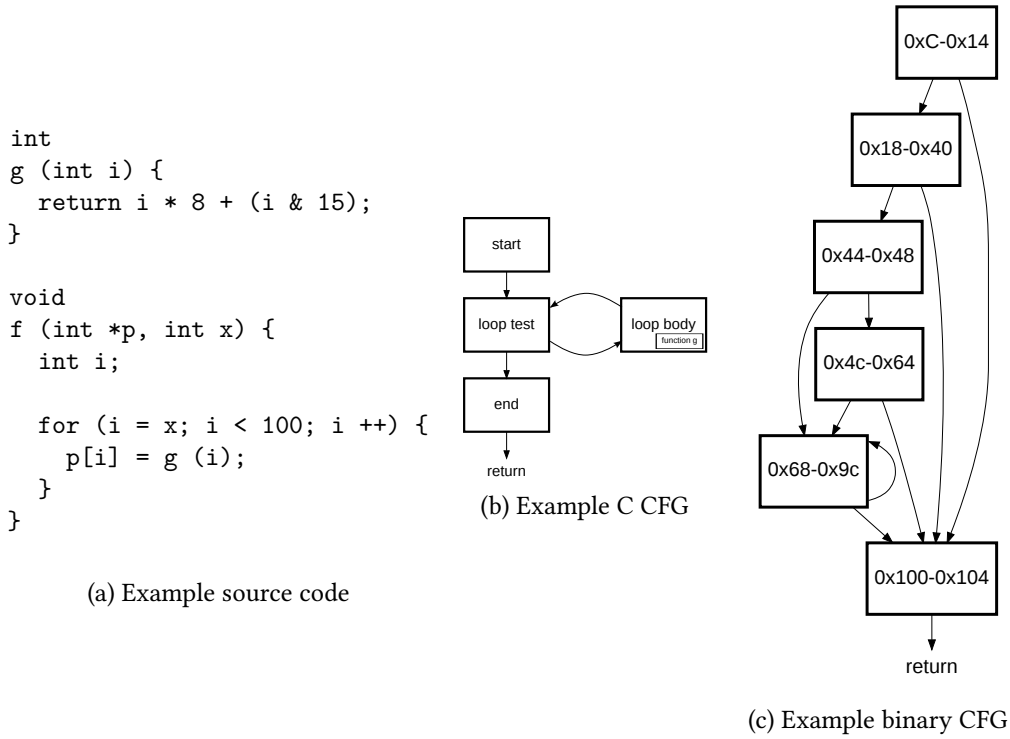 int
g (int i) {
  return i * 8 + (i & 15);
}
void
f (int *p, int x) {
  int i;
  for (i = x; i < 100; i ++) {
    p[i] = g (i);
  }
}
(a) Example source code
start
loop test
loop body
function g
end
return
(b) Example C CFG
0xC-0x14
0x18-0x40
0x44-0x48
0x4c-0x64
0x68-0x9c
0x100-0x104
return
(c) Example binary CFG